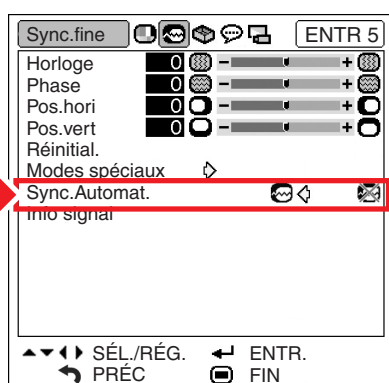 Sync.fine ENTR 5
Horloge 0 - +
Phase 0 - +
Pos.hori 0 - +
Pos.vert 0 - +
Réinitial.
Modes spéciaux
Sync.Automat.
Info signal
SÉL./RÉG. ENTR.
PRÉC FIN